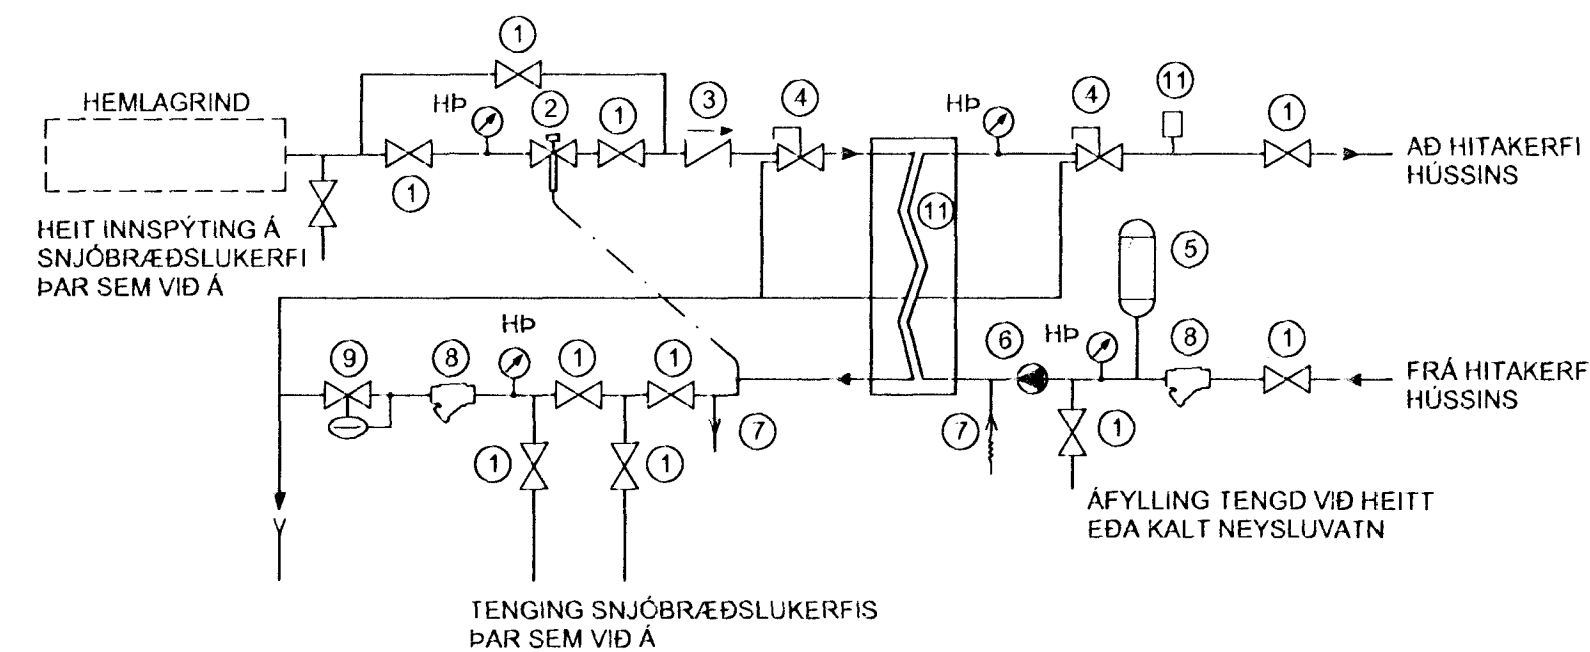 1
HEMLAGRIND
HÞ
2
1
3
4
HÞ
4
11
1
AÐ HITAKERFI
HÚSSINS
1
11
HEIT INNSPÝTING Á
SNJÓBRÆÐSLUKERFI
ÞAR SEM VIÐ Á
5
HÞ
9
8
1
1
6
HÞ
8
1
FRÁ HITAKERF
HÚSSINS
7
7
1
1
1
ÁFYLLING TENGD VIÐ HEITT
EÐA KALT NEYSLUVATN
TENGING SNJÓBRÆÐSLUKERFIS
ÞAR SEM VIÐ Á